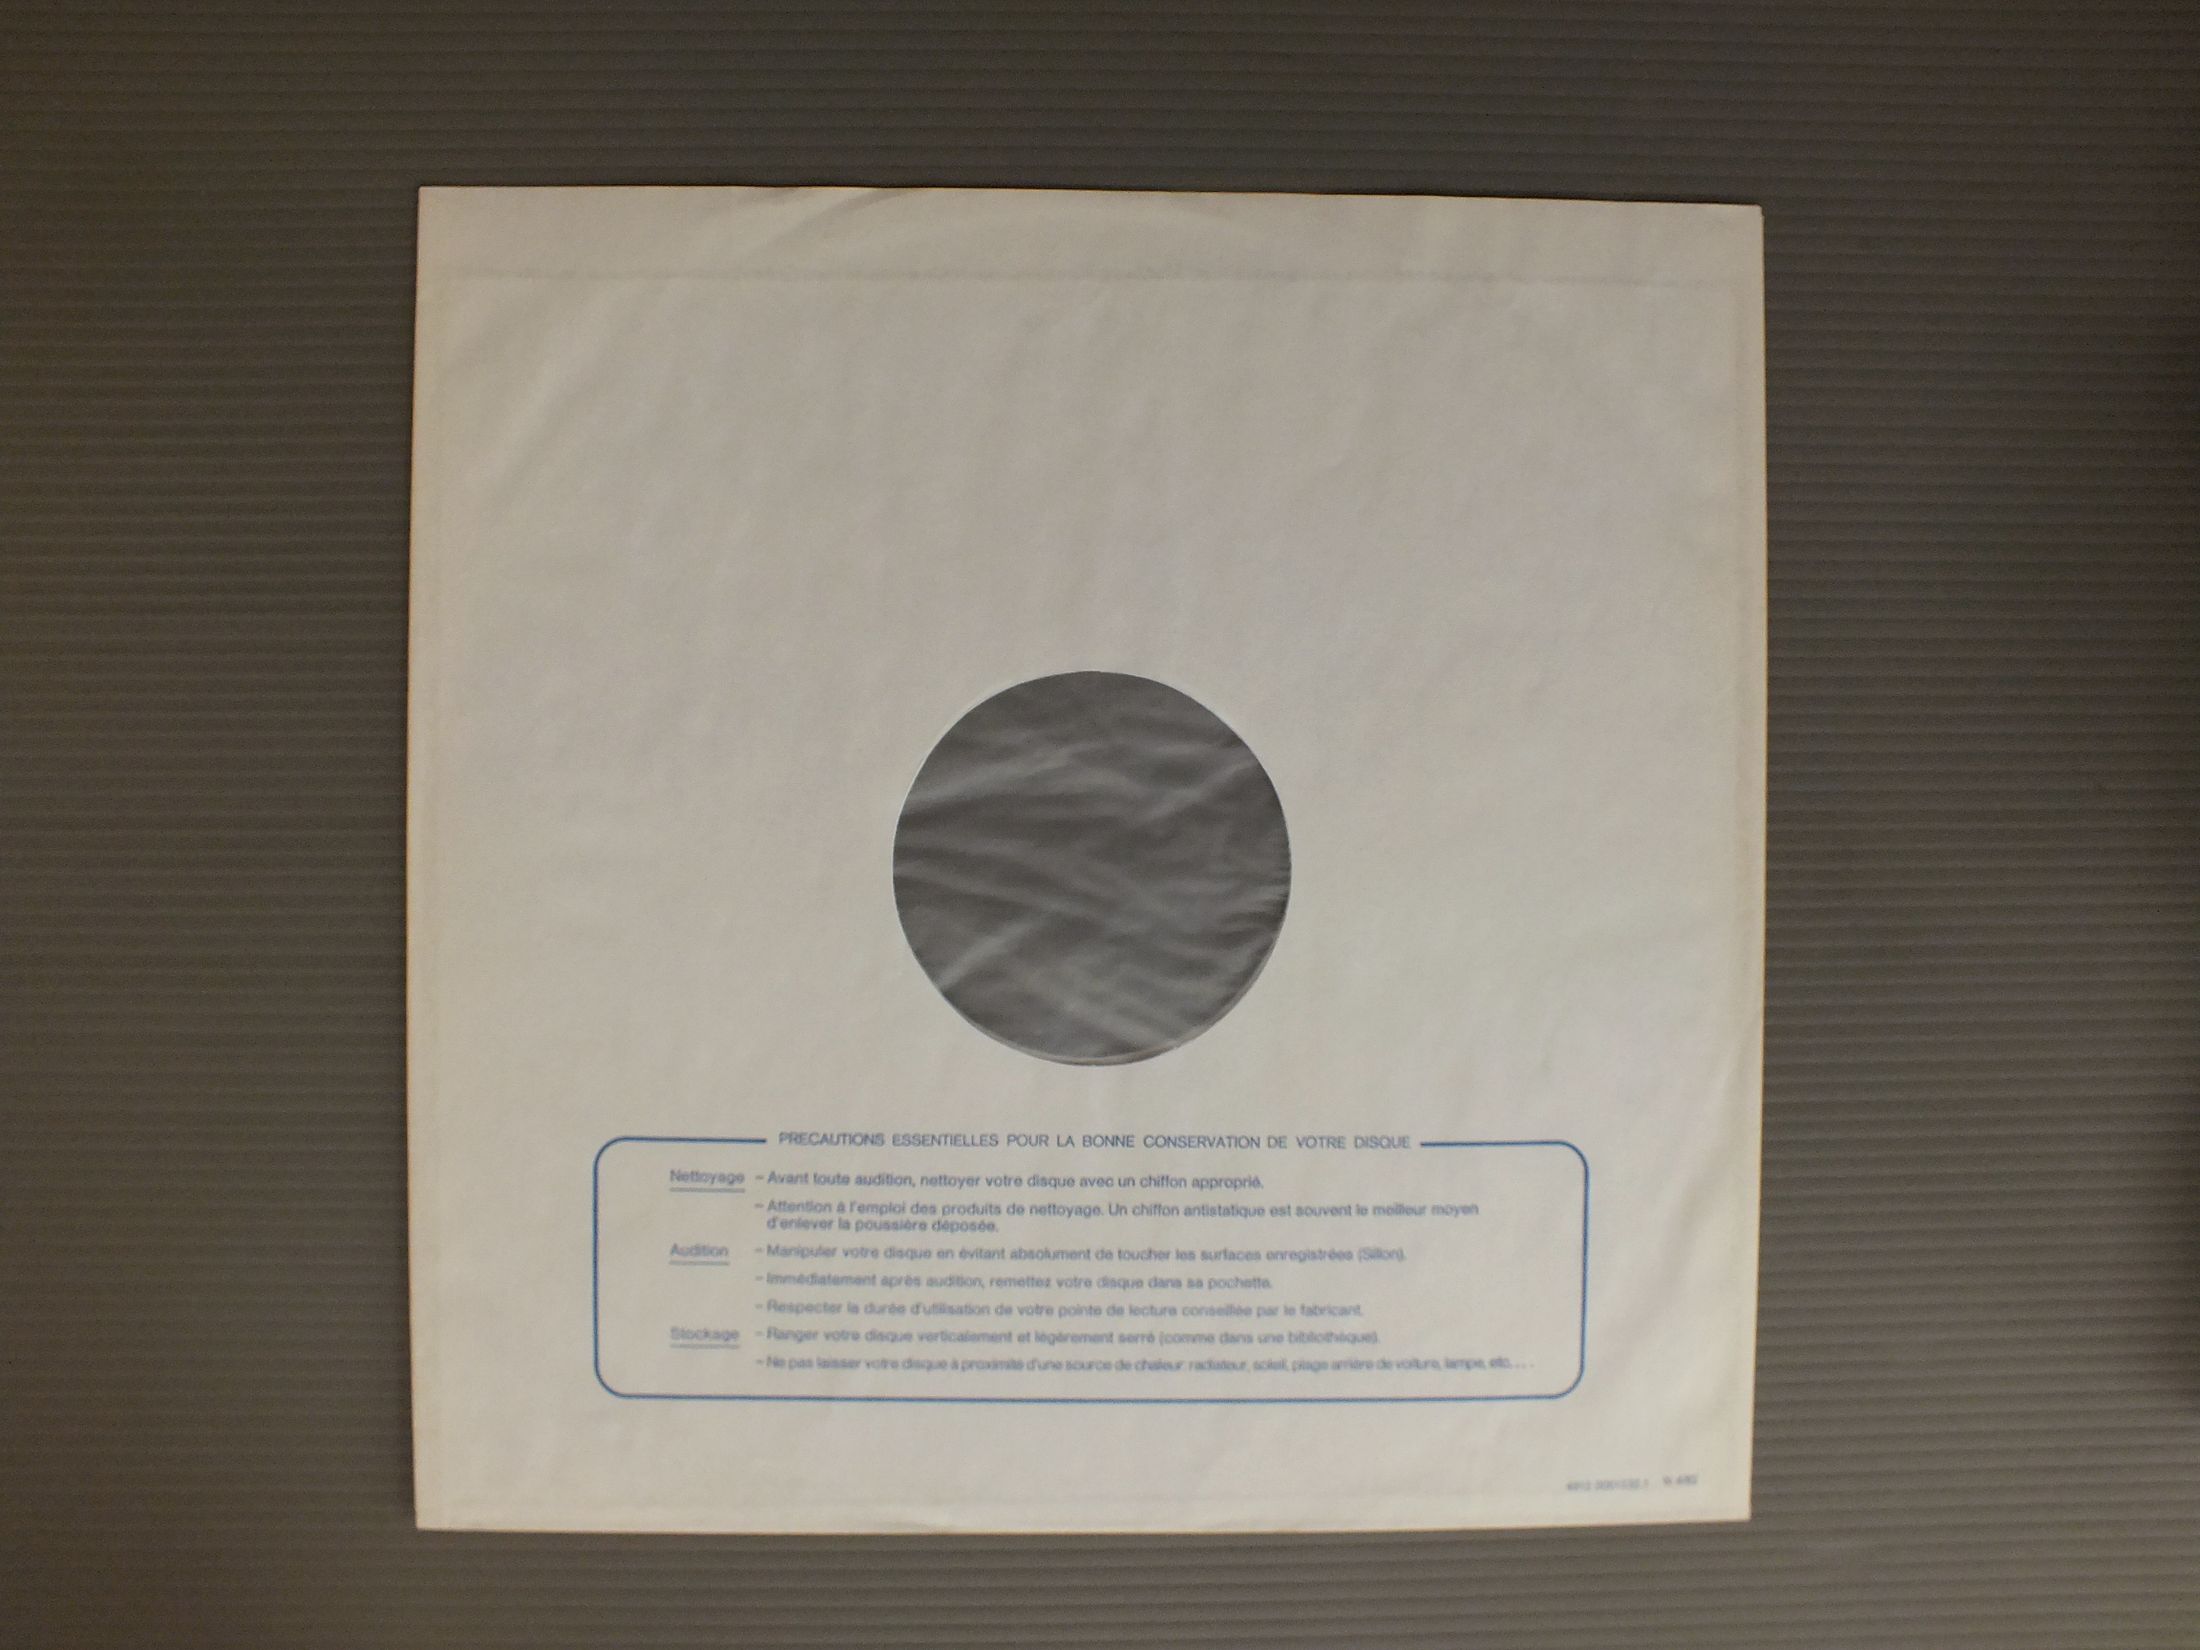 PRECAUTIONS ESSENTIELLES POUR LA BONNE CONSERVATION DE VOTRE DISQUE
Nettoyage – Avant toute audition, nettoyer votre disque avec un chiffon approprié.
– Attention à l'emploi des produits de nettoyage. Un chiffon antistatique est souvent le meilleur moyen
d'enlever la poussière déposée.
Audition – Manipuler votre disque en évitant absolument de toucher les surfaces enregistrées (Sillon).
– Immédiatement après audition, remettez votre disque dans sa pochette.
– Respecter la durée d'utilisation de votre pointe de lecture conseillée par le fabricant.
Stockage – Ranger votre disque verticalement et légèrement serré (comme dans une bibliothèque).
– Ne pas laisser votre disque à proximité d'une source de chaleur: radiateur, soleil, plage arrière de voiture, lampe, etc....